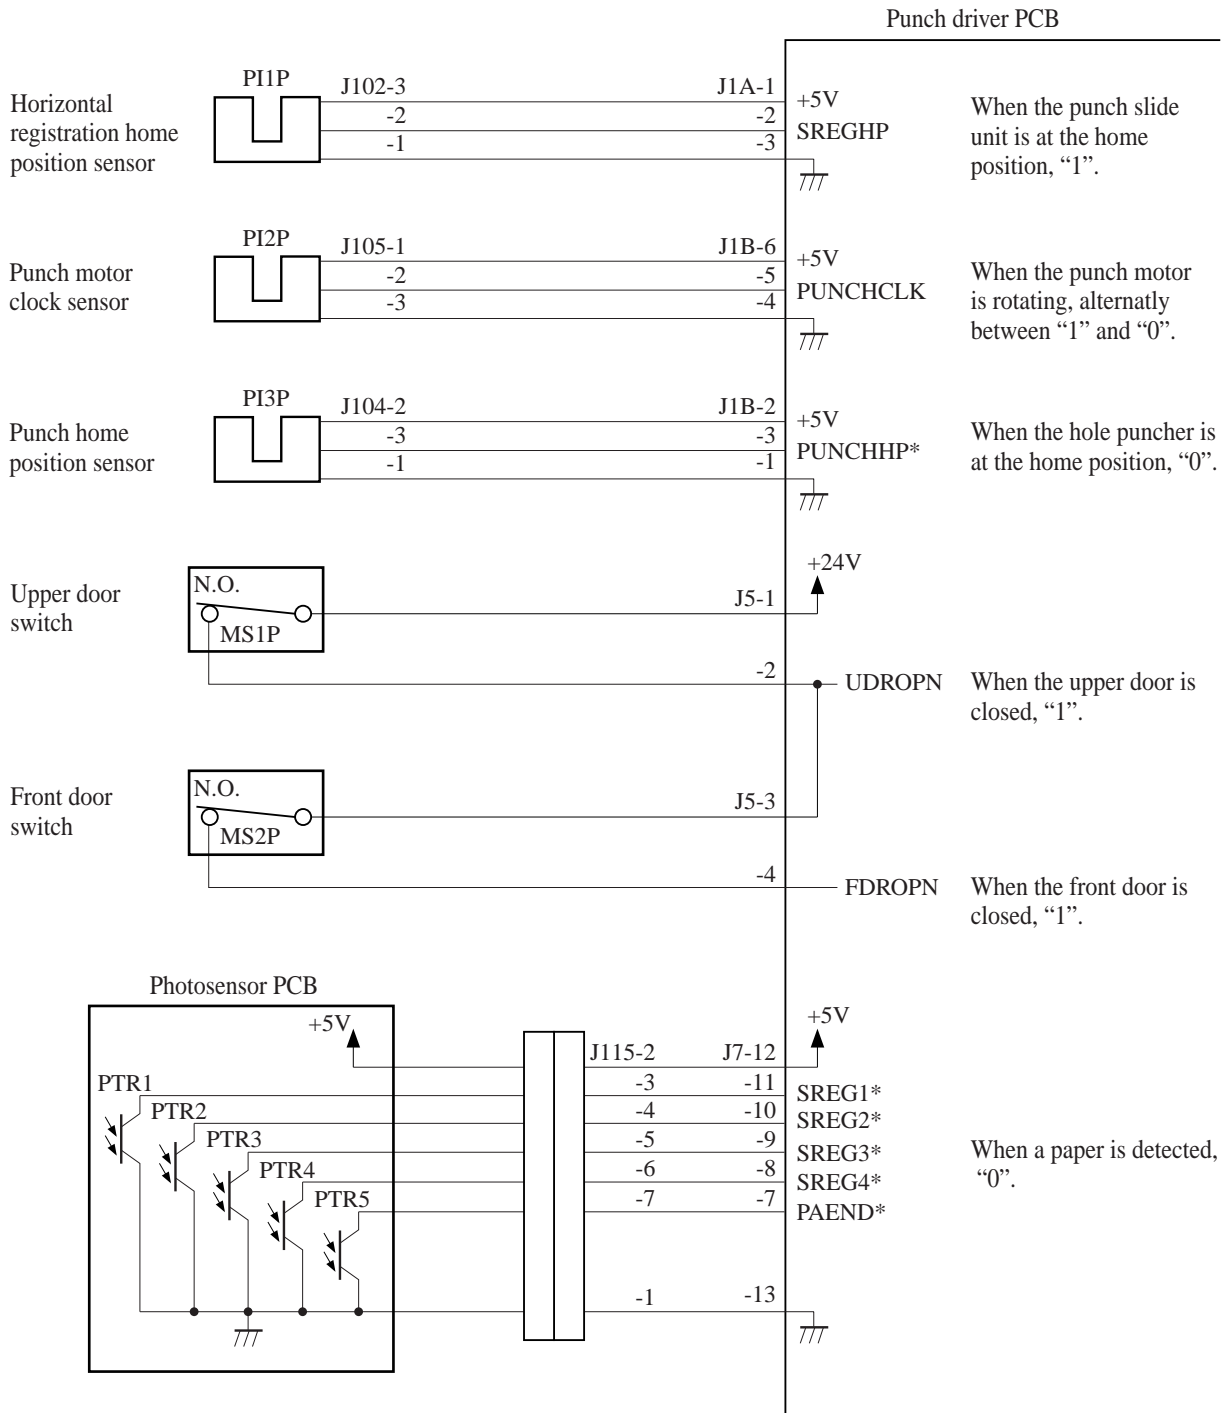 Punch driver PCB
Horizontal
registration home
position sensor
PI1P
J102-3
-2
-1
J1A-1
-2
-3
+5V
SREGHP
When the punch slide
unit is at the home
position, “1”.
Punch motor
clock sensor
PI2P
J105-1
-2
-3
J1B-6
-5
-4
+5V
PUNCHCLK
When the punch motor
is rotating, alternatly
between “1” and “0”.
Punch home
position sensor
PI3P
J104-2
-3
-1
J1B-2
-3
-1
+5V
PUNCHHP*
When the hole puncher is
at the home position, “0”.
Upper door
switch
N.O.
MS1P
J5-1
-2
+24V
UDROPN
When the upper door is
closed, “1”.
Front door
switch
N.O.
MS2P
J5-3
-4
FDROPN
When the front door is
closed, “1”.
Photosensor PCB
+5V
PTR1
PTR2
PTR3
PTR4
PTR5
J115-2
-3
-4
-5
-6
-7
-1
J7-12
-11
-10
-9
-8
-7
-13
+5V
SREG1*
SREG2*
SREG3*
SREG4*
PAEND*
When a paper is detected,
“0”.